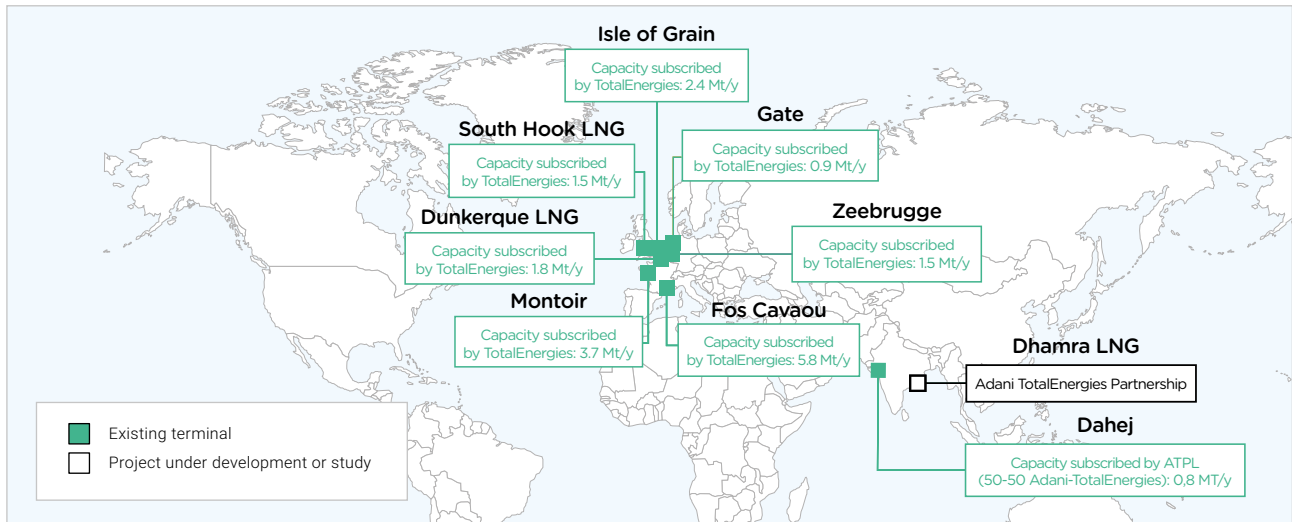 Isle of Grain
Capacity subscribed
by TotalEnergies: 2.4 Mt/y
Gate
Capacity subscribed
by TotalEnergies: 0.9 Mt/y
South Hook LNG
Capacity subscribed
by TotalEnergies: 1.5 Mt/y
Dunkerque LNG
Capacity subscribed
by TotalEnergies: 1.8 Mt/y
Zeebrugge
Capacity subscribed
by TotalEnergies: 1.5 Mt/y
Montoir
Capacity subscribed
by TotalEnergies: 3.7 Mt/y
Fos Cavaou
Capacity subscribed
by TotalEnergies: 5.8 Mt/y
Dhamra LNG
Adani TotalEnergies Partnership
Dahej
Capacity subscribed by ATPL
(50-50 Adani-TotalEnergies): 0,8 MT/y
Existing terminal
Project under development or study